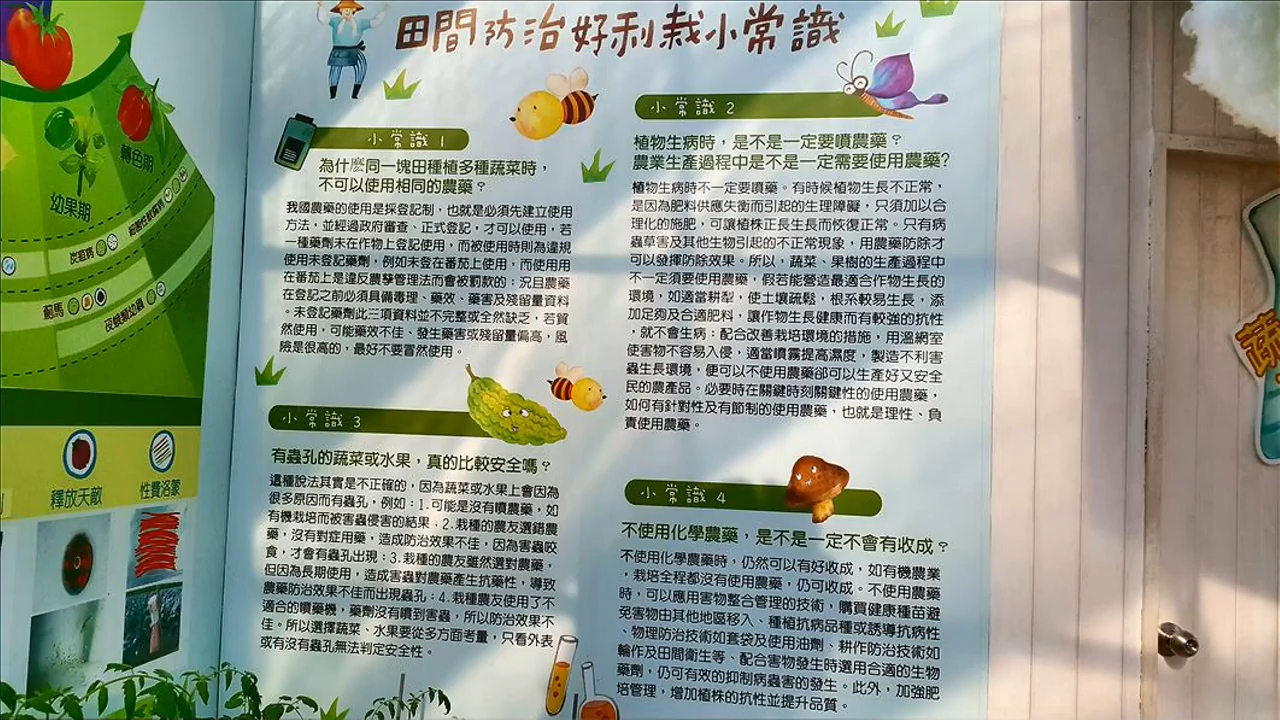 田間防治好利栽小常識
小常識 1
為什麼同一塊田種植多種蔬菜時，
不可以使用相同的農藥？
我國農藥的使用是採登記制，也就是必須先建立使用
方法，並經過政府審查、正式登記，才可以使用，若
一種藥劑未在作物上登記使用，而被使用時則為違規
使用未登記藥劑，例如未登在番茄上使用，而使用用
在番茄上是違反農藥管理法而會被罰款的；況且農藥
在登記之前必須具備毒理、藥效、藥害及殘留量資料
。未登記藥劑此三項資料並不完整或全然缺乏，若貿
然使用，可能藥效不佳、發生藥害或殘留量偏高，風
險是很高的，最好不要冒然使用。
小常識 2
植物生病時，是不是一定要噴農藥？
農業生產過程中是不是一定需要使用農藥?
植物生病時不一定要噴藥。有時候植物生長不正常，
是因為肥料供應失衡而引起的生理障礙，只須加以合
理化的施肥，可讓植株正長生長而恢復正常。只有病
蟲草害及其他生物引起的不正常現象，用農藥防除才
可以發揮防除效果。所以，蔬菜、果樹的生產過程中
不一定須要使用農藥，假若能營造最適合作物生長的
環境，如適當耕犁，使土壤疏鬆，根系較易生長，添
加足夠及合適肥料，讓作物生長健康而有較強的抗性
，就不會生病；配合改善栽培環境的措施，用溫網室
使害物不容易入侵，適當噴霧提高濕度，製造不利害
蟲生長環境，便可以不使用農藥卻可以生產好又安全
民的農產品。必要時在關鍵時刻關鍵性的使用農藥，
如何有針對性及有節制的使用農藥，也就是理性、負
責使用農藥。
小常識 3
有蟲孔的蔬菜或水果，真的比較安全嗎？
這種說法其實是不正確的，因為蔬菜或水果上會因為
很多原因而有蟲孔，例如：1.可能是沒有噴農藥，如
有機栽培而被害蟲侵害的結果．2.栽種的農友選錯農
藥，沒有對症用藥，造成防治效果不佳，因為害蟲咬
食，才會有蟲孔出現；3.栽種的農友雖然選對農藥，
但因為長期使用，造成害蟲對農藥產生抗藥性，導致
農藥防治效果不佳而出現蟲孔；4.栽種農友使用了不
適合的噴藥機，藥劑沒有噴到害蟲，所以防治效果不
佳。所以選擇蔬菜、水果要從多方面考量，只看外表
或有沒有蟲孔無法判定安全性。
小常識 4
不使用化學農藥，是不是一定不會有收成？
不使用化學農藥時，仍然可以有好收成，如有機農業
，栽培全程都沒有使用農藥，仍可收成。不使用農藥
時，可以應用害物整合管理的技術，購買健康種苗避
免害物由其他地區移入、種植抗病品種或誘導抗病性
、物理防治技術如套袋及使用油劑、耕作防治技術如
輪作及田間衛生等、配合害物發生時選用合適的生物
藥劑，仍可有效的抑制病蟲害的發生。此外，加強肥
培管理，增加植株的抗性並提升品質。
轉色期
幼果期
細菌性軟腐病
炭疽病
薊馬
夜蛾類幼蟲
釋放天敵
性費洛蒙
蔬